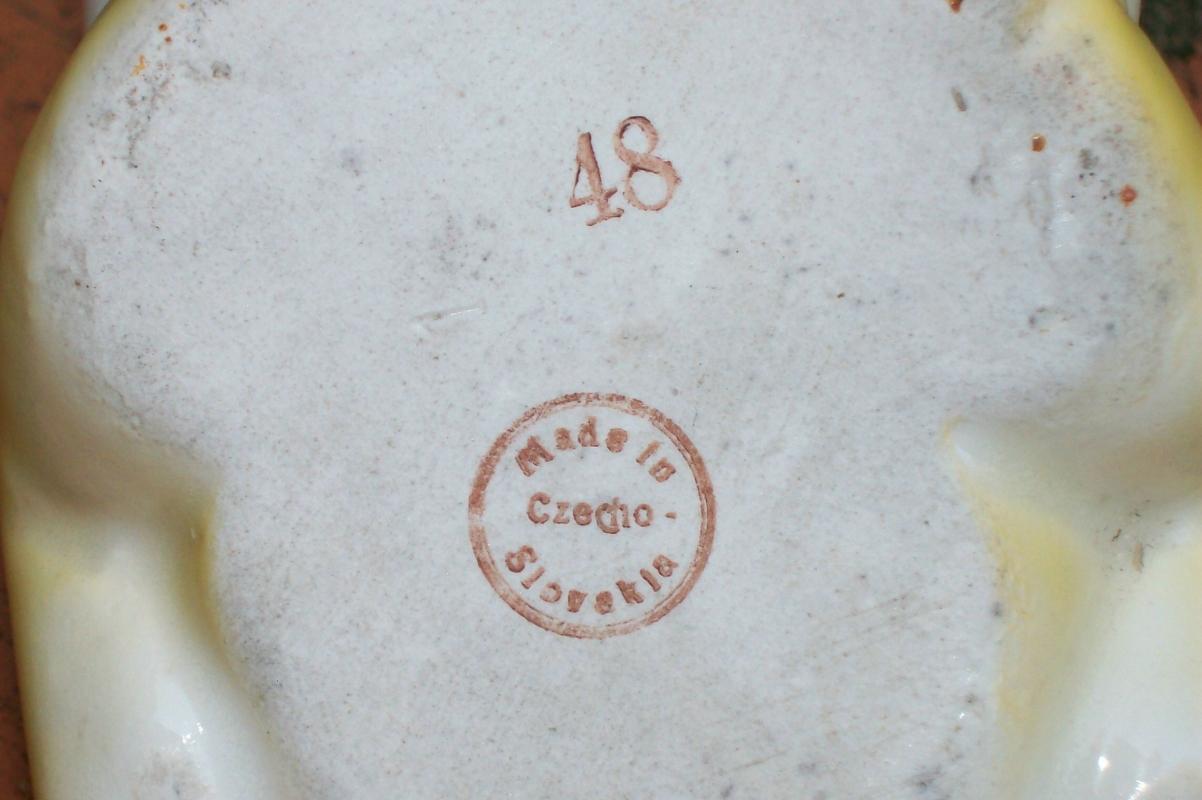 48
Made in
Czecho-
Slovakia